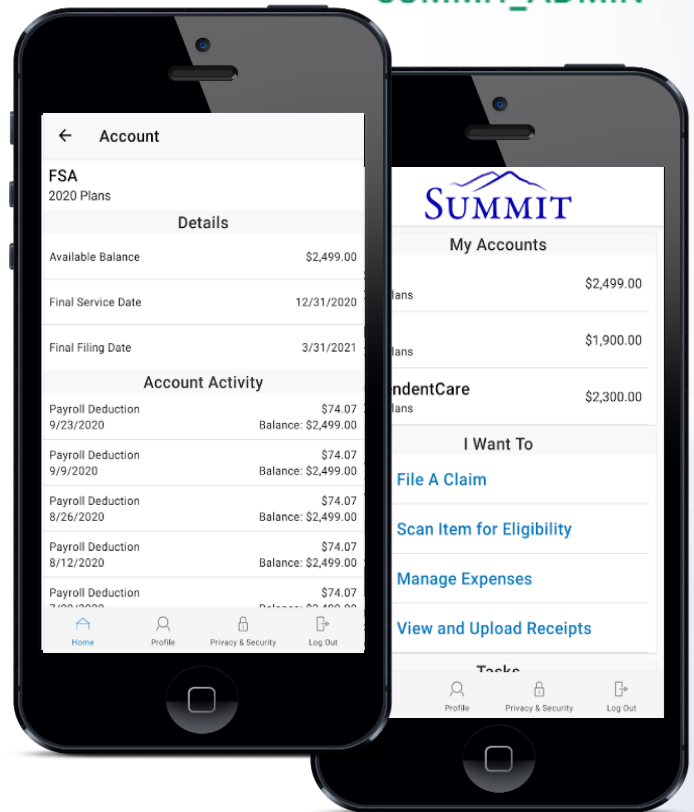 SUMMIT_ADMIN
Account
FSA
2020 Plans
Details
Available Balance $2,499.00
Final Service Date 12/31/2020
Final Filing Date 3/31/2021
Account Activity
Payroll Deduction $74.07
9/23/2020 Balance: $2,499.00
Payroll Deduction $74.07
9/9/2020 Balance: $2,499.00
Payroll Deduction $74.07
8/26/2020 Balance: $2,499.00
Payroll Deduction $74.07
8/12/2020 Balance: $2,499.00
Payroll Deduction $74.07
Home Profile Privacy & Security Log Out
SUMMIT
My Accounts
$2,499.00
lans
$1,900.00
lans
ndentCare $2,300.00
lans
I Want To
File A Claim
Scan Item for Eligibility
Manage Expenses
View and Upload Receipts
Tasks
Profile Privacy & Security Log Out